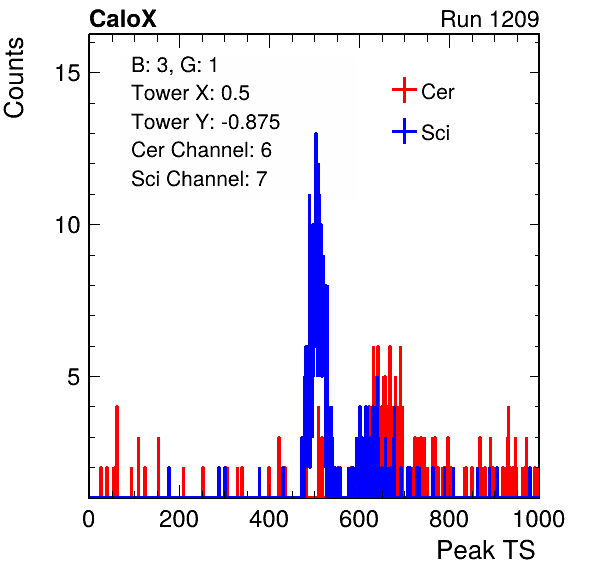 CaloX Run 1209
Counts
B: 3, G: 1
Tower X: 0.5
Tower Y: -0.875
Cer Channel: 6
Sci Channel: 7
Cer
Sci
15
10
5
0 200 400 600 800 1000
Peak TS